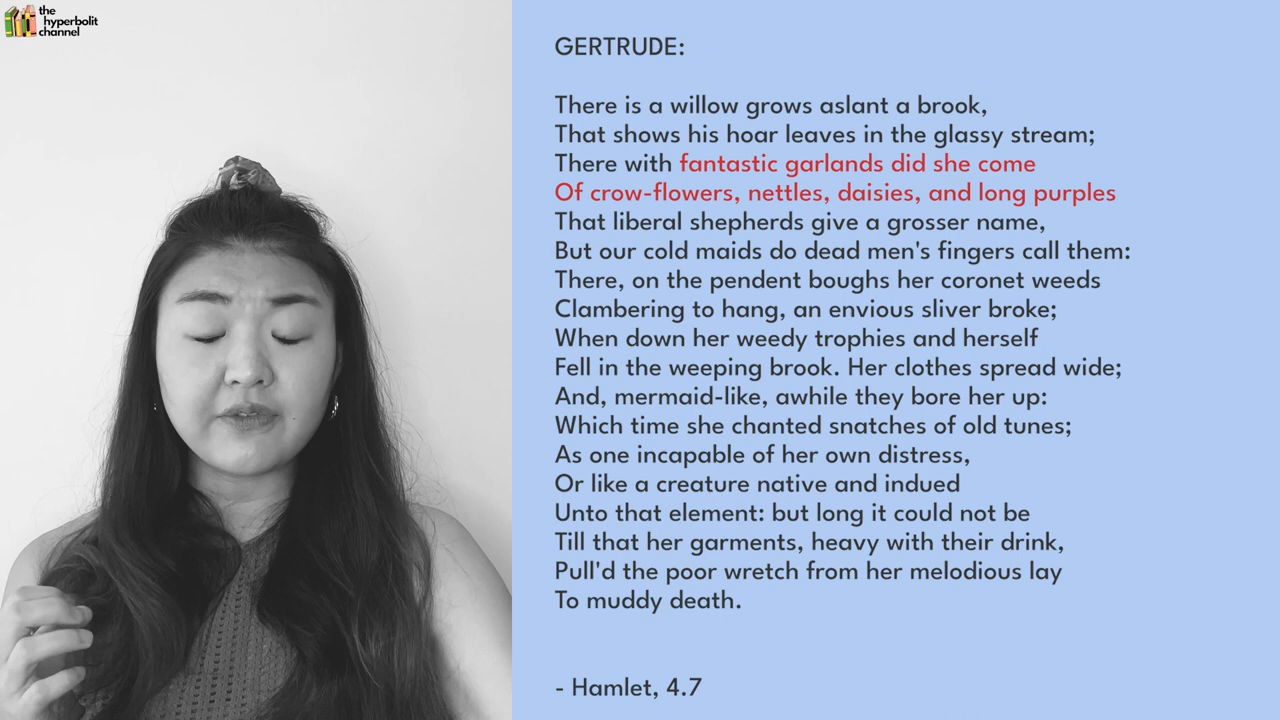 the
hyperbolit
channel
GERTRUDE:
There is a willow grows aslant a brook,
That shows his hoar leaves in the glassy stream;
There with fantastic garlands did she come
Of crow-flowers, nettles, daisies, and long purples
That liberal shepherds give a grosser name,
But our cold maids do dead men's fingers call them:
There, on the pendent boughs her coronet weeds
Clambering to hang, an envious sliver broke;
When down her weedy trophies and herself
Fell in the weeping brook. Her clothes spread wide;
And, mermaid-like, awhile they bore her up:
Which time she chanted snatches of old tunes;
As one incapable of her own distress,
Or like a creature native and indued
Unto that element: but long it could not be
Till that her garments, heavy with their drink,
Pull'd the poor wretch from her melodious lay
To muddy death.
- Hamlet, 4.7